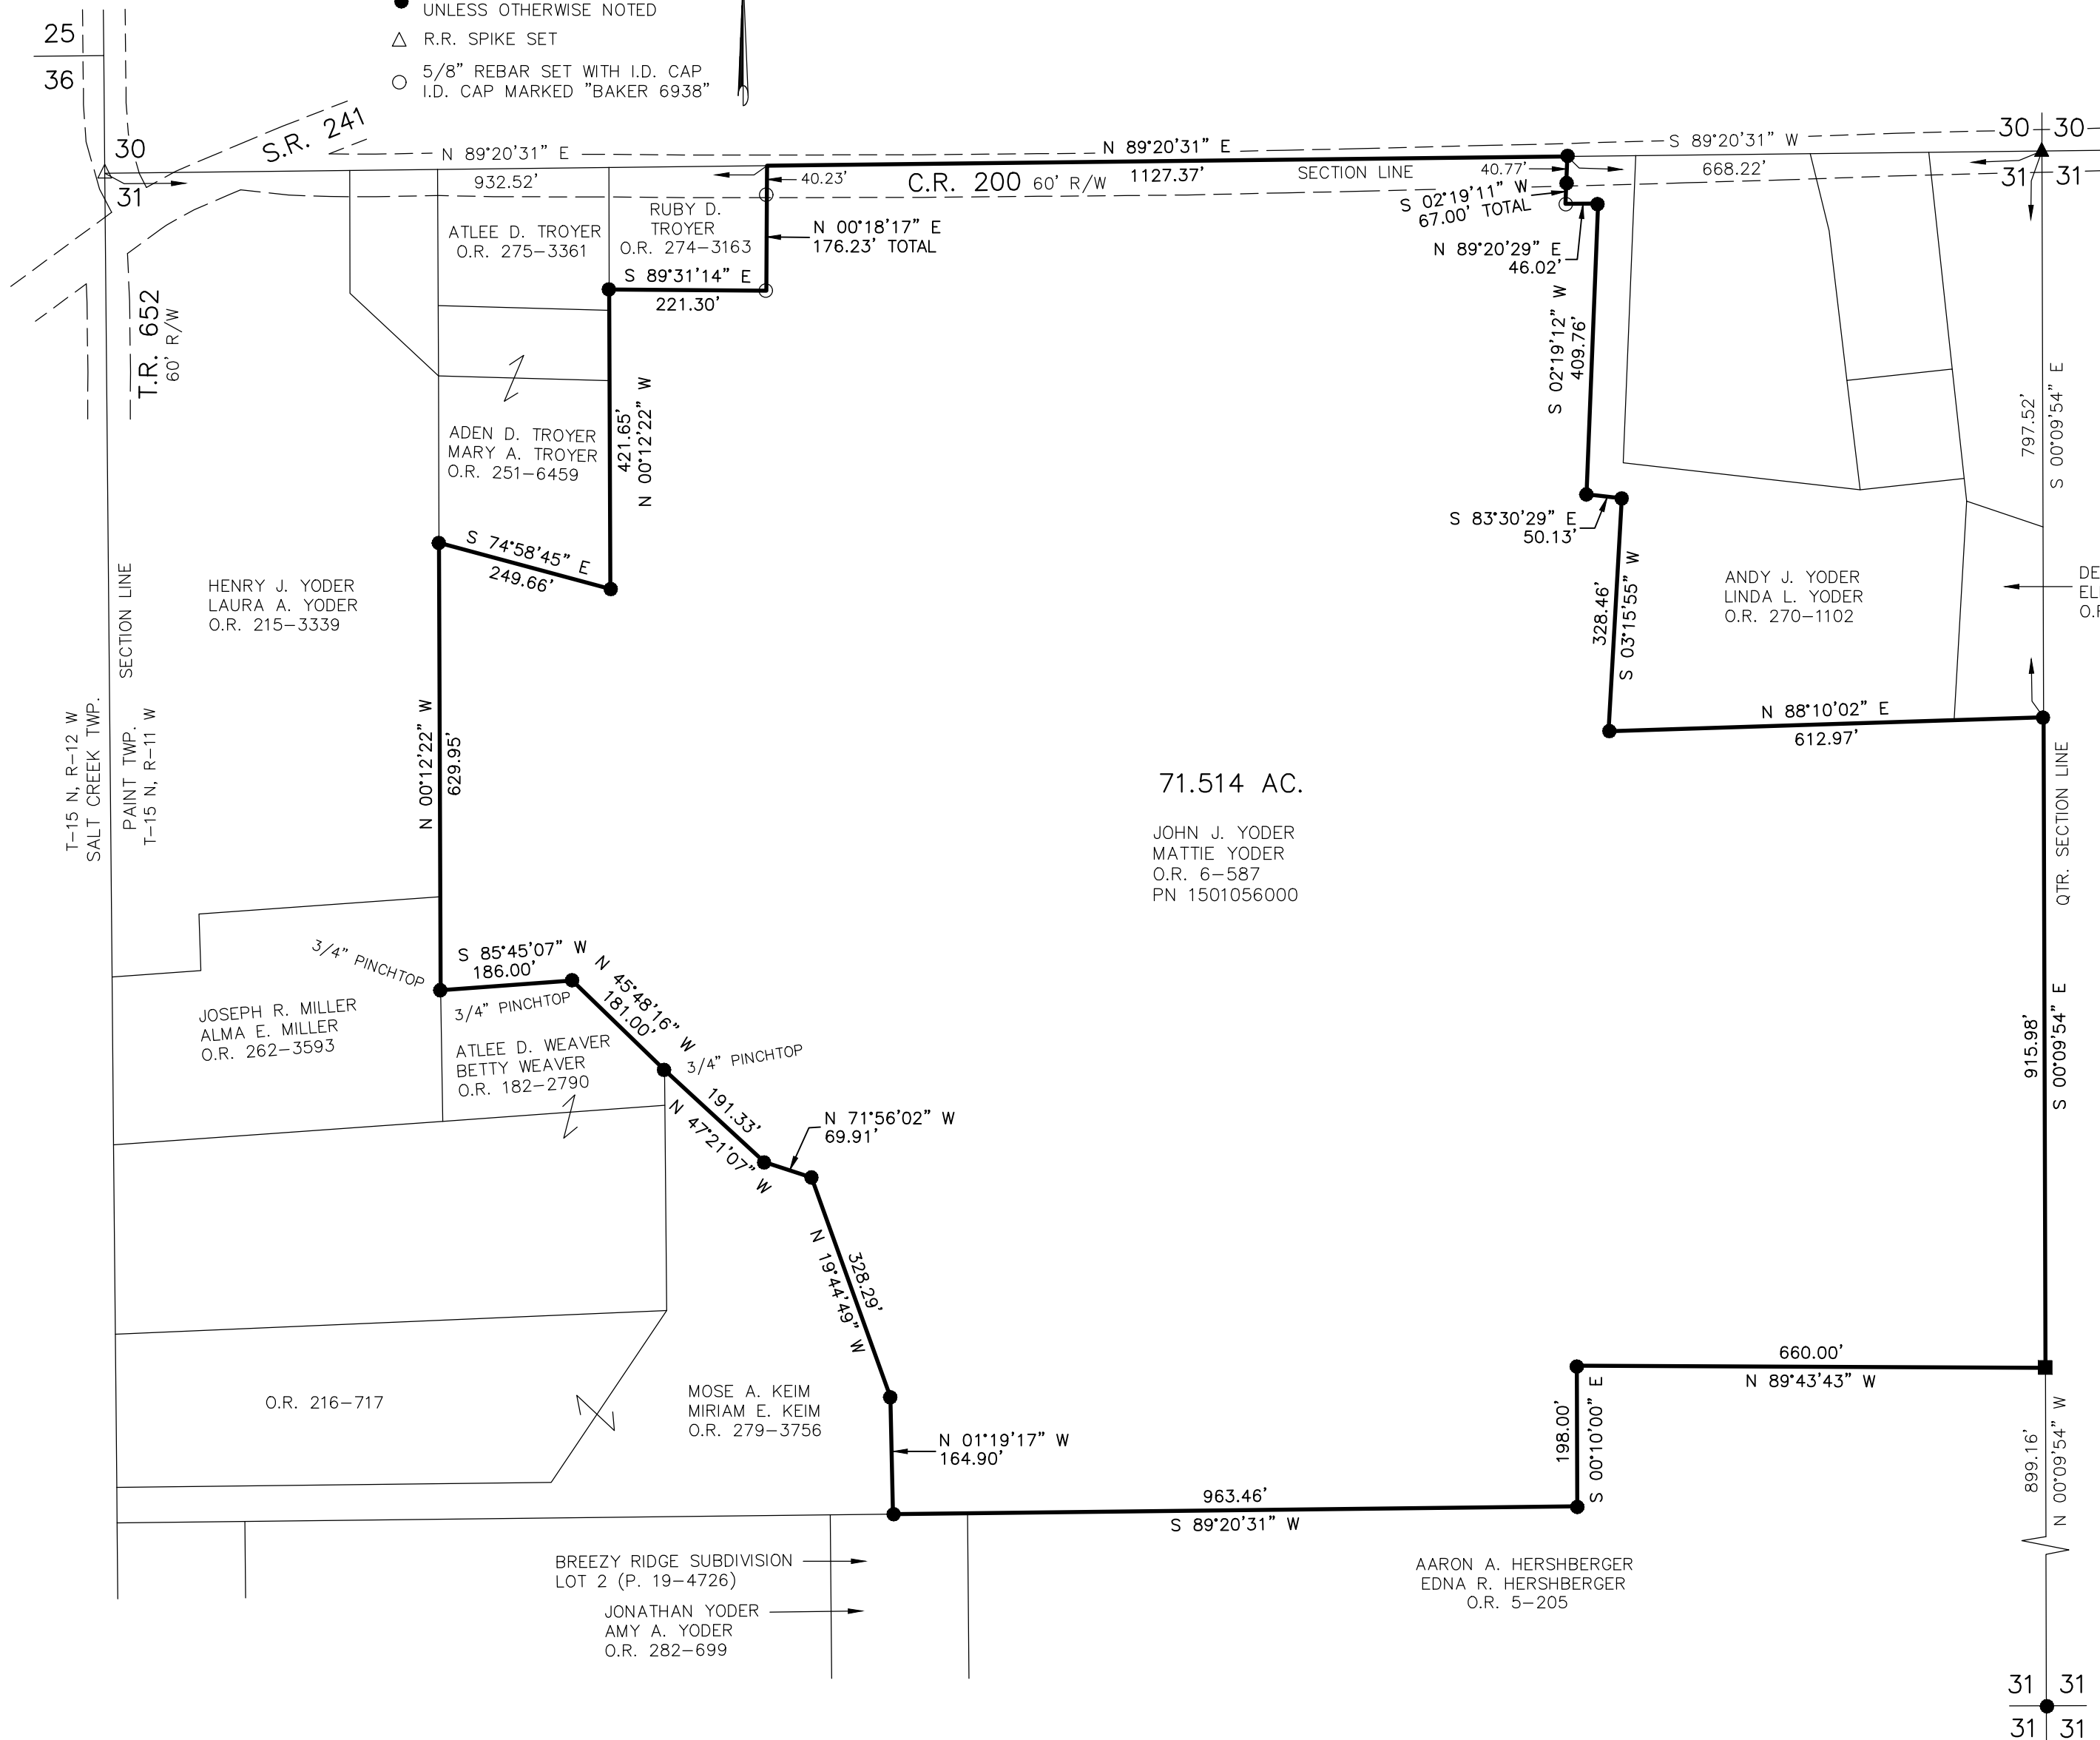 UNLESS OTHERWISE NOTED
R.R. SPIKE SET
5/8" REBAR SET WITH I.D. CAP
I.D. CAP MARKED "BAKER 6938"
25
36
30
31
S.R. 241
N 89°20'31" E
932.52'
N 89°20'31" E
1127.37'
C.R. 200 60' R/W
SECTION LINE
40.23'
40.77'
S 89°20'31" W
668.22'
30 30
31 31
S 02°19'11" W
67.00' TOTAL
N 89°20'29" E
46.02'
ATLEE D. TROYER
O.R. 275-3361
RUBY D.
TROYER
O.R. 274-3163
N 00°18'17" E
176.23' TOTAL
S 89°31'14" E
221.30'
T.R. 652
60' R/W
ADEN D. TROYER
MARY A. TROYER
O.R. 251-6459
421.65'
N 00°12'22" W
S 02°19'12" W
409.76'
797.52'
S 00°09'54" E
S 83°30'29" E
50.13'
S 74°58'45" E
249.66'
HENRY J. YODER
LAURA A. YODER
O.R. 215-3339
SECTION LINE
328.46'
S 03°15'55" W
ANDY J. YODER
LINDA L. YODER
O.R. 270-1102
DE
EL
O.R
N 88°10'02" E
612.97'
T-15 N, R-12 W
SALT CREEK TWP.
PAINT TWP.
T-15 N, R-11 W
N 00°12'22" W
629.95'
71.514 AC.
JOHN J. YODER
MATTIE YODER
O.R. 6-587
PN 1501056000
QTR. SECTION LINE
3/4" PINCHTOP
S 85°45'07" W
186.00'
3/4" PINCHTOP
N 45°48'16" W
181.00'
3/4" PINCHTOP
JOSEPH R. MILLER
ALMA E. MILLER
O.R. 262-3593
ATLEE D. WEAVER
BETTY WEAVER
O.R. 182-2790
915.98'
S 00°09'54" E
191.33'
N 47°21'07" W
N 71°56'02" W
69.91'
328.29'
N 19°44'49" W
660.00'
N 89°43'43" W
198.00'
S 00°10'00" E
O.R. 216-717
MOSE A. KEIM
MIRIAM E. KEIM
O.R. 279-3756
N 01°19'17" W
164.90'
899.16'
N 00°09'54" W
963.46'
S 89°20'31" W
BREEZY RIDGE SUBDIVISION
LOT 2 (P. 19-4726)
JONATHAN YODER
AMY A. YODER
O.R. 282-699
AARON A. HERSHBERGER
EDNA R. HERSHBERGER
O.R. 5-205
31 31
31 31